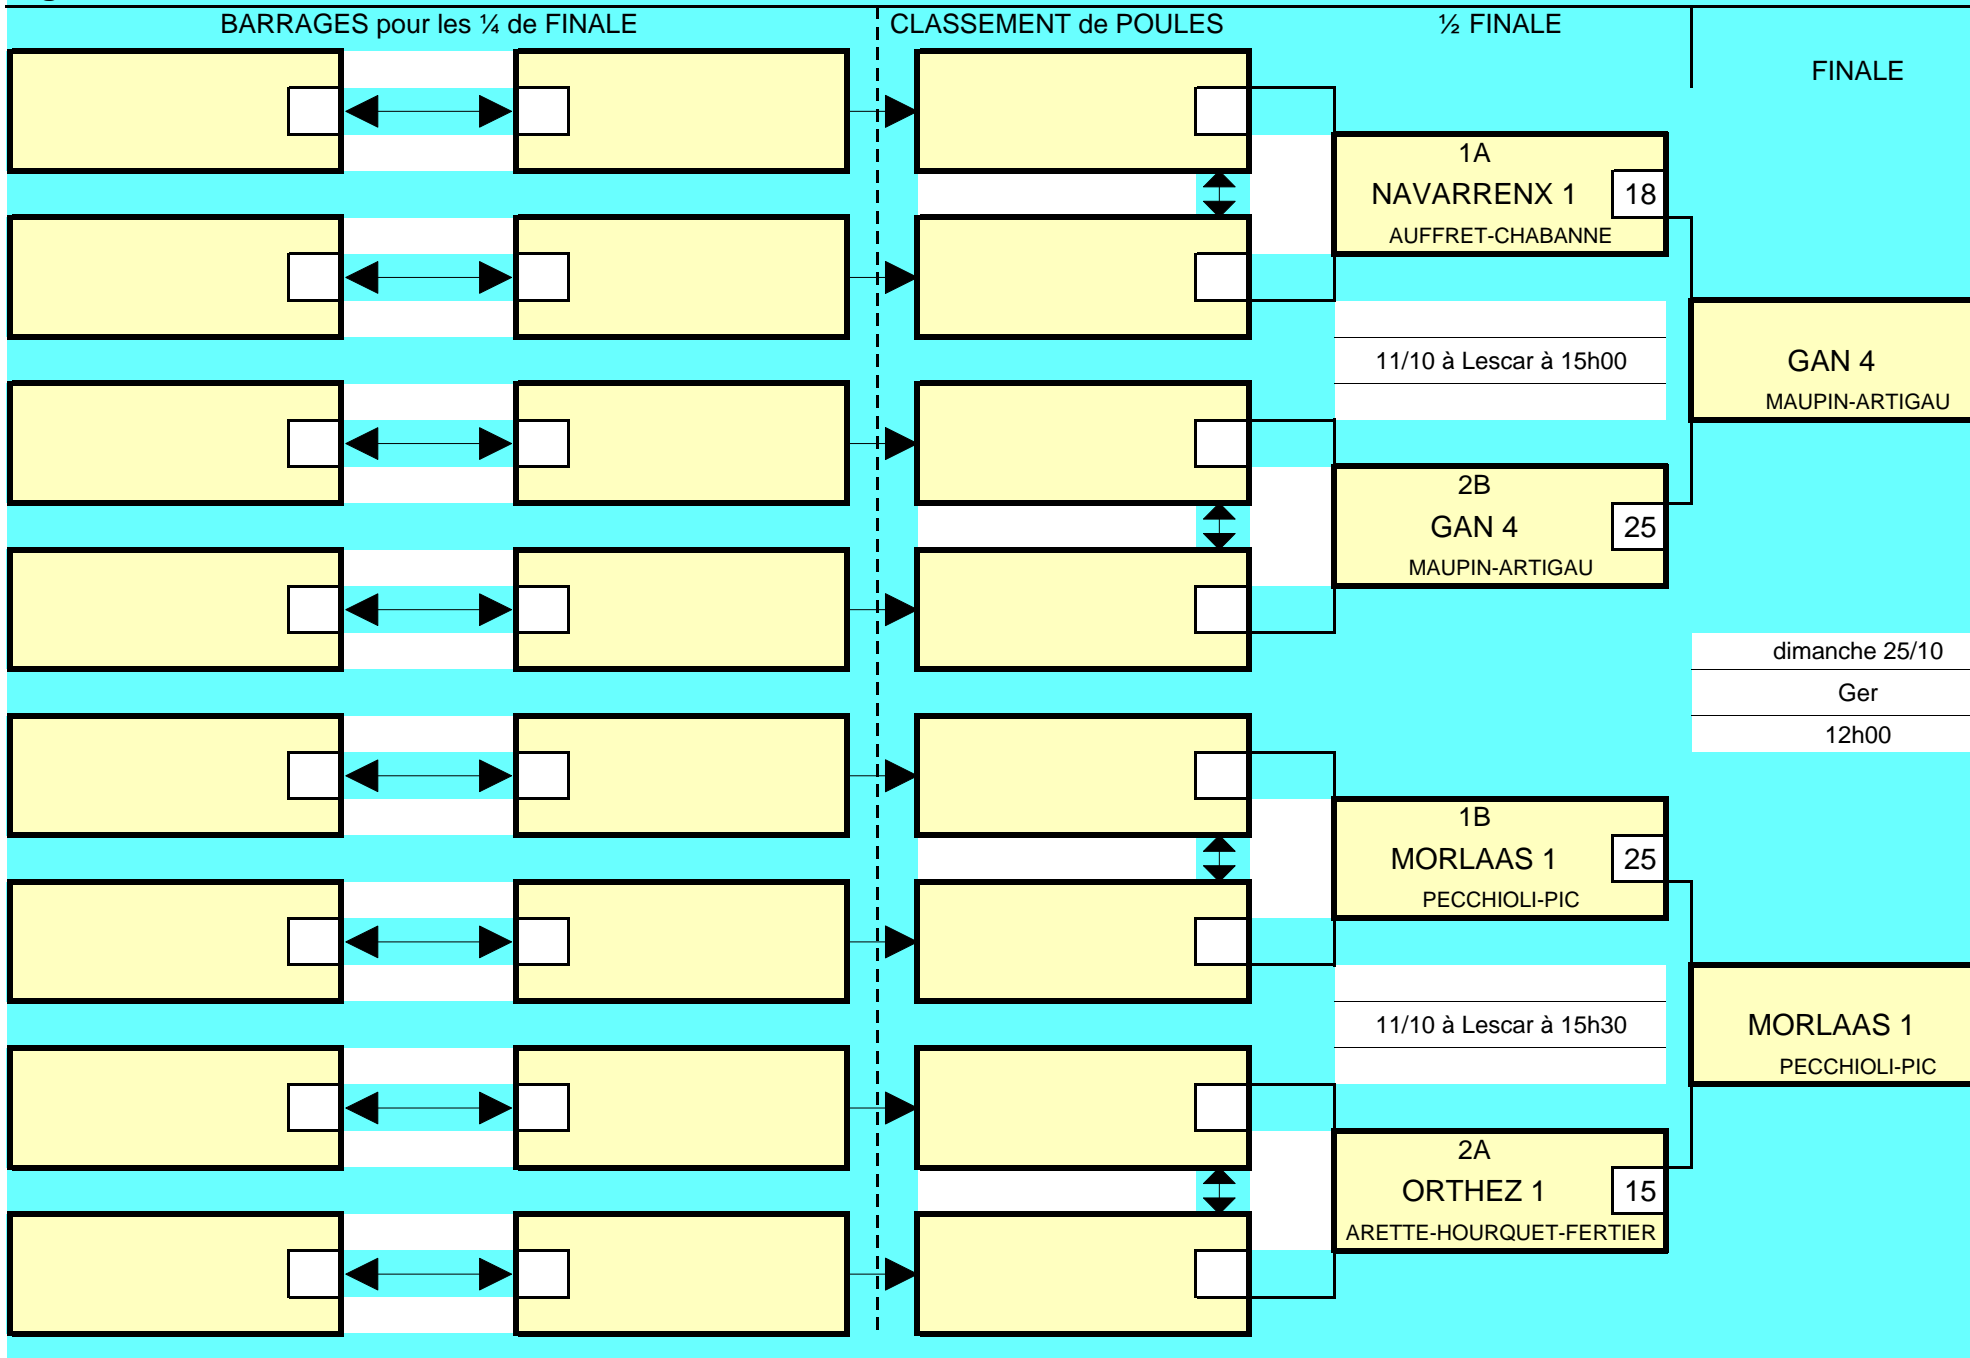 BARRAGES pour les ¼ de FINALE
CLASSEMENT de POULES
½ FINALE
FINALE
1A
NAVARRENX 1
18
AUFFRET-CHABANNE
11/10 à Lescar à 15h00
GAN 4
MAUPIN-ARTIGAU
2B
GAN 4
25
MAUPIN-ARTIGAU
dimanche 25/10
Ger
12h00
1B
MORLAAS 1
25
PECCHIOLI-PIC
11/10 à Lescar à 15h30
MORLAAS 1
PECCHIOLI-PIC
2A
ORTHEZ 1
15
ARETTE-HOURQUET-FERTIER